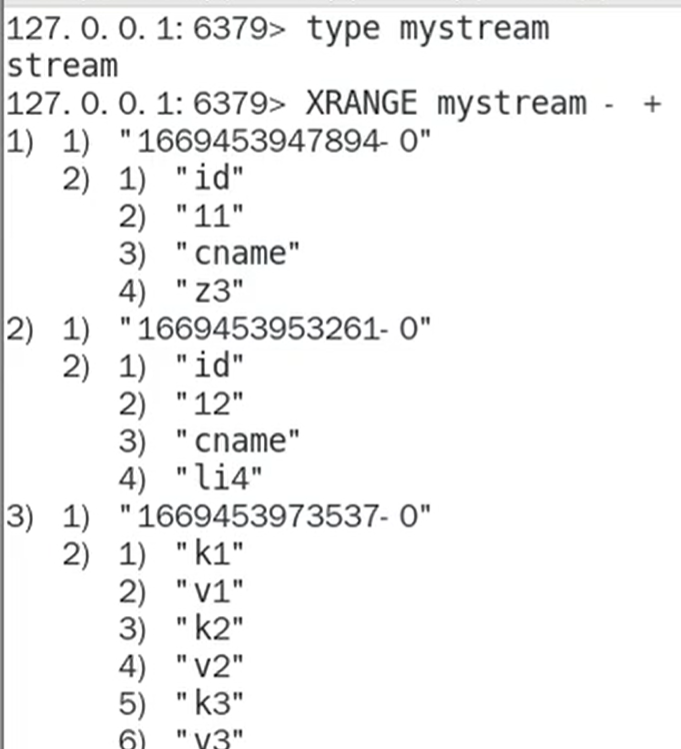 127.0.0.1:6379> type mystream
stream
127.0.0.1:6379> XRANGE mystream - +
1) 1) "1669453947894-0"
2) 1) "id"
2) "11"
3) "cname"
4) "z3"
2) 1) "1669453953261-0"
2) 1) "id"
2) "12"
3) "cname"
4) "li4"
3) 1) "1669453973537-0"
2) 1) "k1"
2) "v1"
3) "k2"
4) "v2"
5) "k3"
6) "v3"